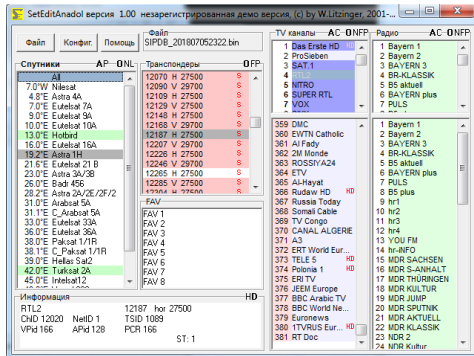 SetEditAnadol версия 1.00 незарегистрированная демо версия, (c) by W.Litzinger, 2001-...
Файл
Конфиг.
Помощь
Файл
SIPDB_201807052322.bin
Спутники A P O N L
All
7.0°W Nilesat
4.8°E Astra 4A
7.0°E Eutelsat 7A
9.0°E Eutelsat 9A
10.0°E Eutelsat 10A
13.0°E Hotbird
16.0°E Eutelsat 16A
19.2°E Astra 1H
21.6°E Eutelsat 21 B
23.0°E Astra 3A/3B
26.0°E Badr 456
28.2°E Astra 2A/2E/2F/2
31.0°E Arabsat 5A
31.1°E C_Arabsat 5A
33.0°E Eutelsat 33A
36.0°E Eutelsat 36A
38.0°E Paksat 1/1R
38.1°E C_Paksat 1/1R
39.0°E Hellas Sat2
42.0°E Turksat 2A
45.0°E Intelsat12
Транспондеры O F P
12070 H 27500 S
12090 V 27500 S
12109 H 27500 S
12129 V 27500 S
12148 H 27500 S
12168 V 27500 S
12187 H 27500 S
12207 V 27500 S
12226 H 27500 S
12246 V 27500 S
12265 H 27500 S
12285 V 27500 S
12304 H 27500 S
FAV
FAV 1
FAV 2
FAV 3
FAV 4
FAV 5
FAV 6
FAV 7
FAV 8
TV каналы A C O N F P
1 Das Erste HD HD
2 ProSieben
3 SAT.1
4 RTL2
5 NITRO
6 SUPER RTL
7 VOX
359 DMC
360 EWTN Catholic
361 Al Fady
362 2M Monde
363 ROSSIYA24
364 ETV
365 Al-Hayat
366 Rudaw HD HD
367 Russia Today
368 Somali Cable
369 TV Congo
370 CANAL ALGERIE
371 A3
372 ERT World Eur...
373 TELE 5 HD
374 Polonia 1 HD
375 ERI TV
376 JEEM Europe
377 BBC Arabic TV
378 BBC World Ne...
379 Euronews
380 1TVRUS Eur... HD
381 RT Doc
Радио A C O N F P
1 Bayern 1
2 Bayern 2
3 BAYERN 3
4 BR-KLASSIK
5 B5 aktuell
6 BAYERN plus
7 PULS
1 Bayern 1
2 Bayern 2
3 BAYERN 3
4 BR-KLASSIK
5 B5 aktuell
6 BAYERN plus
7 PULS
8 B5 plus
9 hr1
10 hr2
11 hr3
12 hr4
13 YOU FM
14 hr-iNFO
15 MDR SACHSEN
16 MDR S-ANHALT
17 MDR THÜRINGEN
18 MDR KULTUR
19 MDR JUMP
20 MDR SPUTNIK
21 MDR AKTUELL
22 MDR KLASSIK
23 NDR 2
24 NDR Kultur
Информация HD
RTL2 12187 hor 27500
ChID 12020 NetID 1 TSID 1089
VPid 166 APid 128 PCR 166
ST: 1